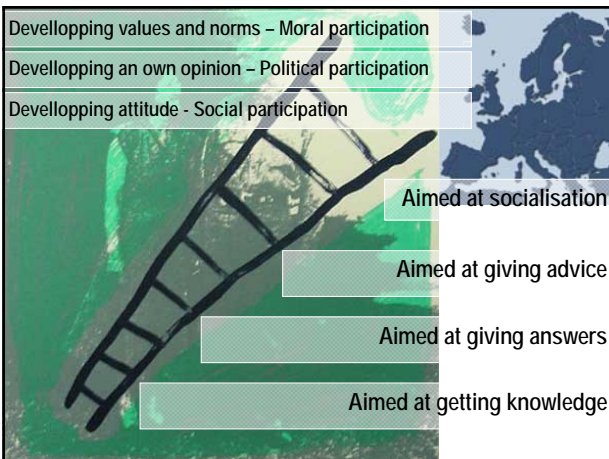 Devellopping values and norms – Moral participation
Devellopping an own opinion – Political participation
Devellopping attitude - Social participation
Aimed at socialisation
Aimed at giving advice
Aimed at giving answers
Aimed at getting knowledge